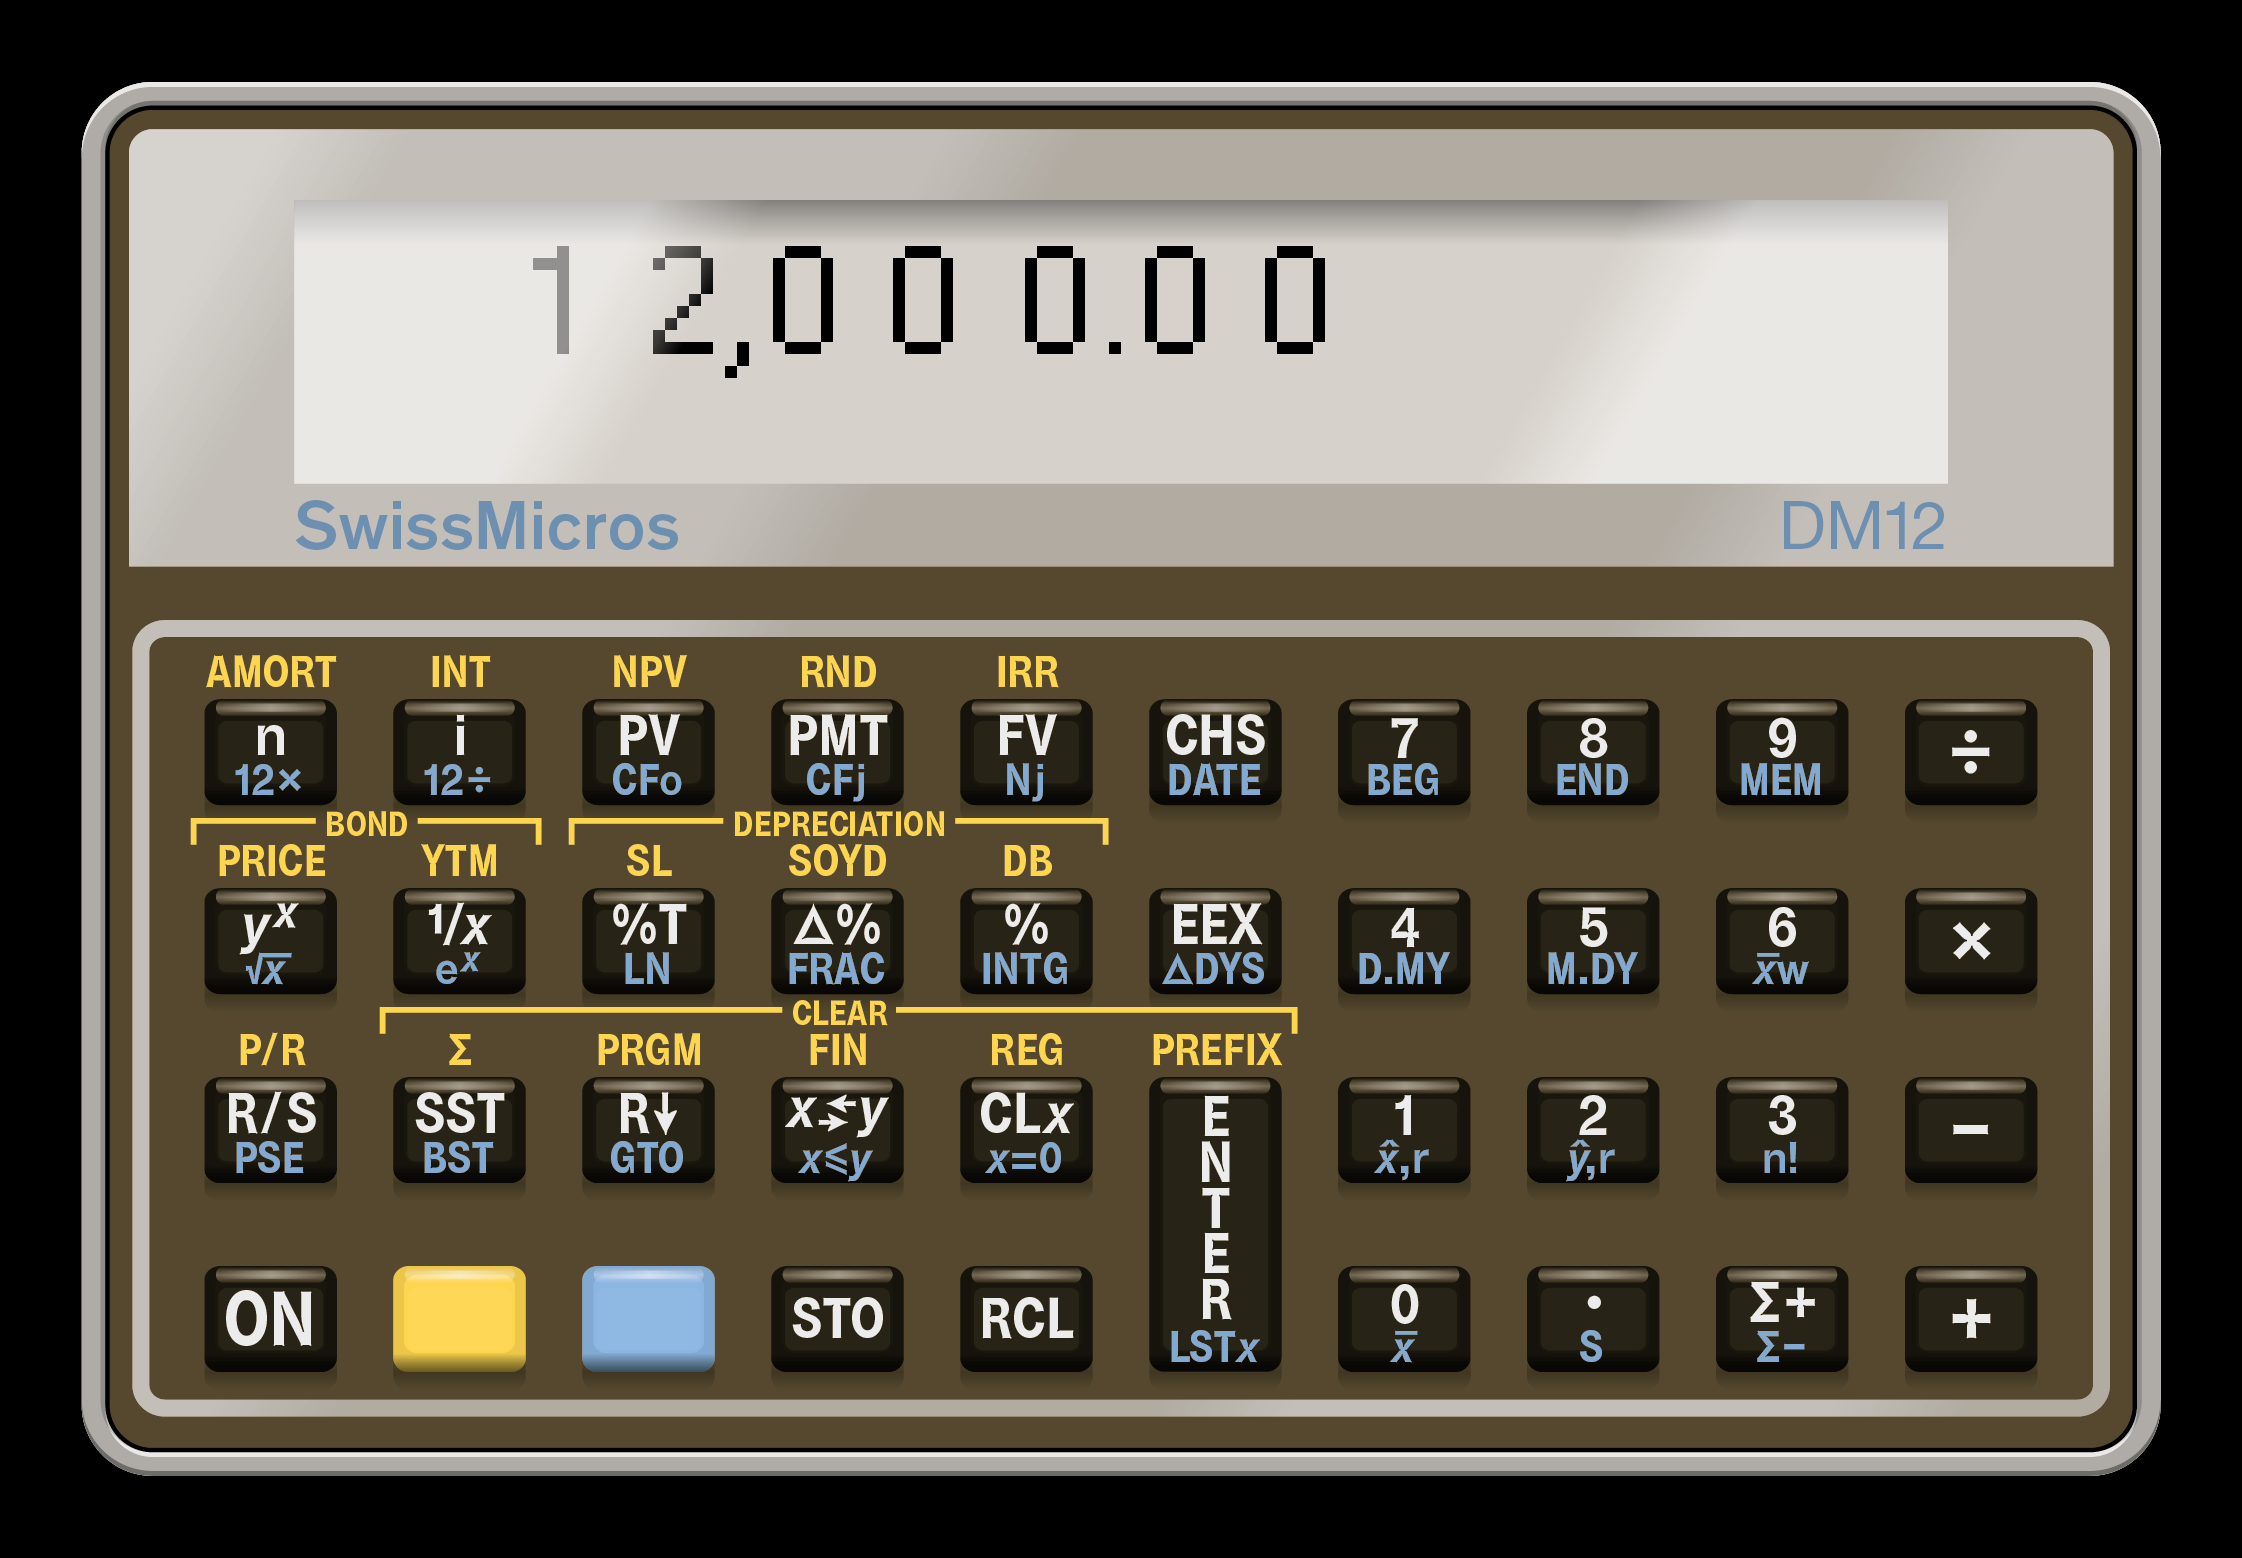 12,000.00
SwissMicros DM12
AMORT INT NPV RND IRR
n i PV PMT FV CHS 7 8 9 ÷
12× 12÷ CFo CFj Nj DATE BEG END MEM
BOND DEPRECIATION
PRICE YTM SL SOYD DB
yˣ 1/x %T Δ% % EEX 4 5 6 ×
√x eˣ LN FRAC INTG ΔDYS D.MY M.DY x̅w
CLEAR
P/R Σ PRGM FIN REG PREFIX
R/S SST R↓ x⇄y CLx ENTER 1 2 3 −
PSE BST GTO x≤y x=0 x̂,r ŷ,r n!
ON STO RCL 0 • Σ+ +
LSTx x̅ S Σ−